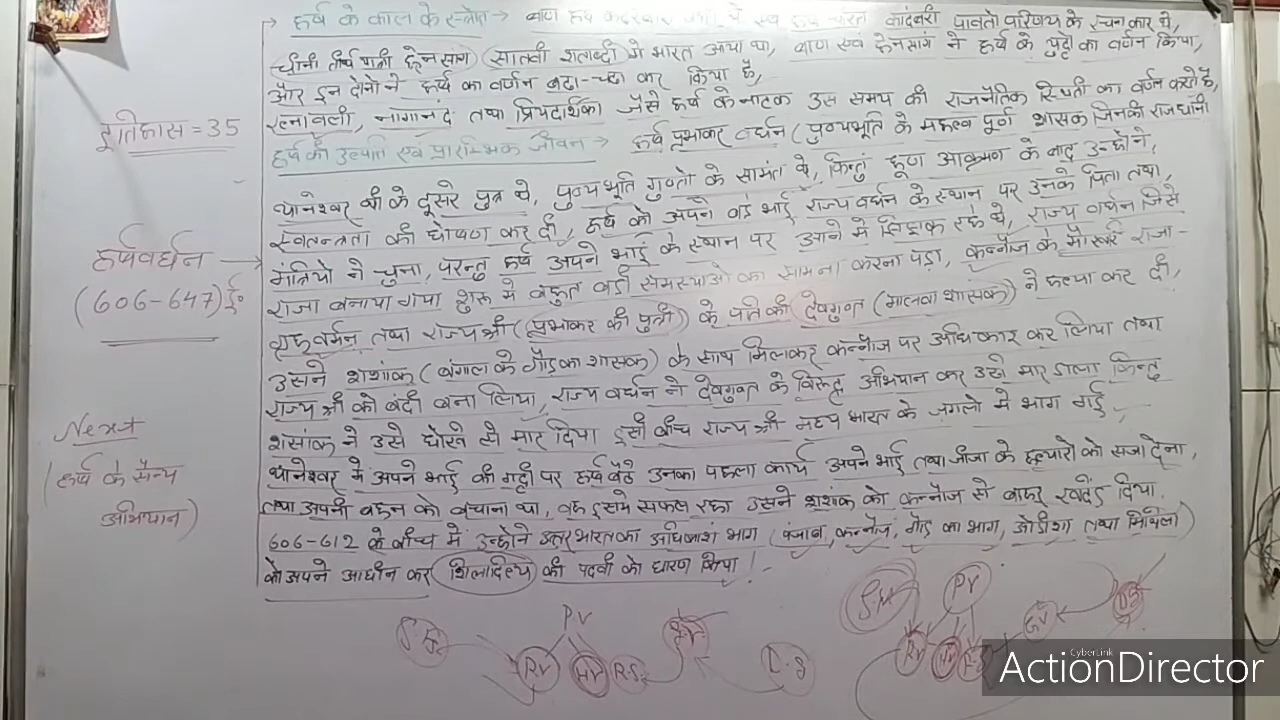 इतिहास = 35
हर्षवर्धन →
(606-647) ई०
Next
(हर्ष के सैन्य
अभियान)
→ हर्ष के काल के स्त्रोत → बाण हर्ष के दरबार कादंबरी पार्वती परिणय के रचनाकार थे,
चीनी तीर्थ यात्री ह्वेनसांग (सातवी शताब्दी) में भारत आया था, बाण एवं ह्वेनसांग ने हर्ष के युद्दो का वर्णन किया,
और इन दोनो ने हर्ष का वर्णन बढा-चढा कर किया है,
रत्नावली, नागानंद तथा प्रियदार्शिका जैसे हर्ष के नाटक उस समय की राजनैतिक स्थिती का वर्णन करते है,
हर्ष की उत्पति एवं प्रारम्भिक जीवन → हर्ष प्रभाकर वर्धन (पुष्यभूति के महत्व पूर्ण शासक जिनकी राजधानी
थानेश्वर थी के दूसरे पुत्र थे, पुष्यभूति गुप्तो के सामंत थे, किन्तुं हूण आक्रमण के बाद उन्होने,
स्वतन्त्रता की घोषण कर दी, हर्ष को अपने बडे भाई राज्य वर्धन के स्थान पर उनके पिता तथा,
मंत्रियो ने चुना, परन्तु हर्ष अपने भाई के स्थान पर आने में झिझक रहे थे, राज्य वर्धन जिसे
राजा बनाया गया शुरू में बहुत बडी समस्याओ का सामना करना पड़ा, कन्नौज के मौखरि राजा-
गृहवर्मन तथा राज्य श्री (प्रभाकर की पुत्री) के पति की देवगुप्त (मालवा शासक) ने हत्या कर दी,
उसने शशांक (बंगाल के गौड का शासक) के साथ मिलाकर कन्नौज पर अधिकार कर लिया तथा
राज्य श्री को बंदी बना लिया, राज्य वर्धन ने देवगुप्त के विरूद्द अभियान कर उसे मार डाला किन्तु
शशांक ने उसे धोखे से मार दिया इसी बीच राज्य श्री मध्य भारत के जंगलो में भाग गई,
थानेश्वर में अपने भाई की गद्दी पर हर्ष बैठे उनका पहला कार्य अपने भाई तथा जीजा के हत्यारो को सजा देना,
तथा अपनी बहन को बचाना था, वह इसमे सफल रहा उसने शशांक को कन्नौज से बाहर खदेड़ दिया,
606-612 के बीच में उन्होने उत्तर भारत का अधिकाशं भाग (पंजाब, कन्नौज, गौड का भाग, ओडीशा तथा मिथिला)
को अपने आधीन कर (शिलादित्य) की पदवी को धारण किया।-
PV
RV HV R.S
PV
RV HV
GV
CyberLink
ActionDirector